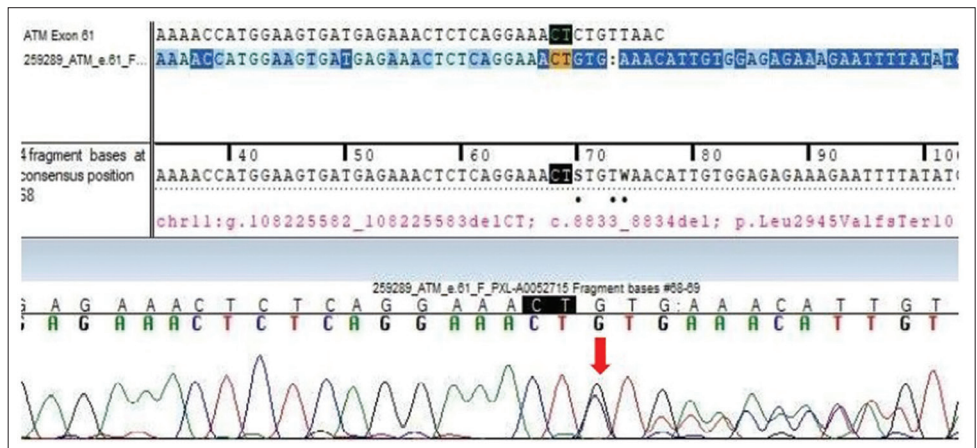 ATM Exon 61 AAAACCATGGAAGTGATGAGAAACTCTCAGGAAACTCTGTTAAC
259289_ATM_e.61_F... AAAACCATGGAAGTGATGAGAAACTCTCAGGAAACTGTG:AAACATTGTGGAGAGAAAGAATTTTATAT
40 50 60 70 80 90 100
4 fragment bases at consensus position 68 AAAACCATGGAAGTGATGAGAAACTCTCAGGAAACTSTGTWAACATTGTGGAGAGAAAGAATTTTATAT
chr11:g.108225582_108225583delCT; c.8833_8834del; p.Leu2945ValfsTer10
259289_ATM_e.61_F_PXL-A0052715 Fragment bases #68-69
G A G A A A C T C T C A G G A A A C T G T G : A A A C A T T G T
G A G A A A C T C T C A G G A A A C T G T G A A A C A T T G T